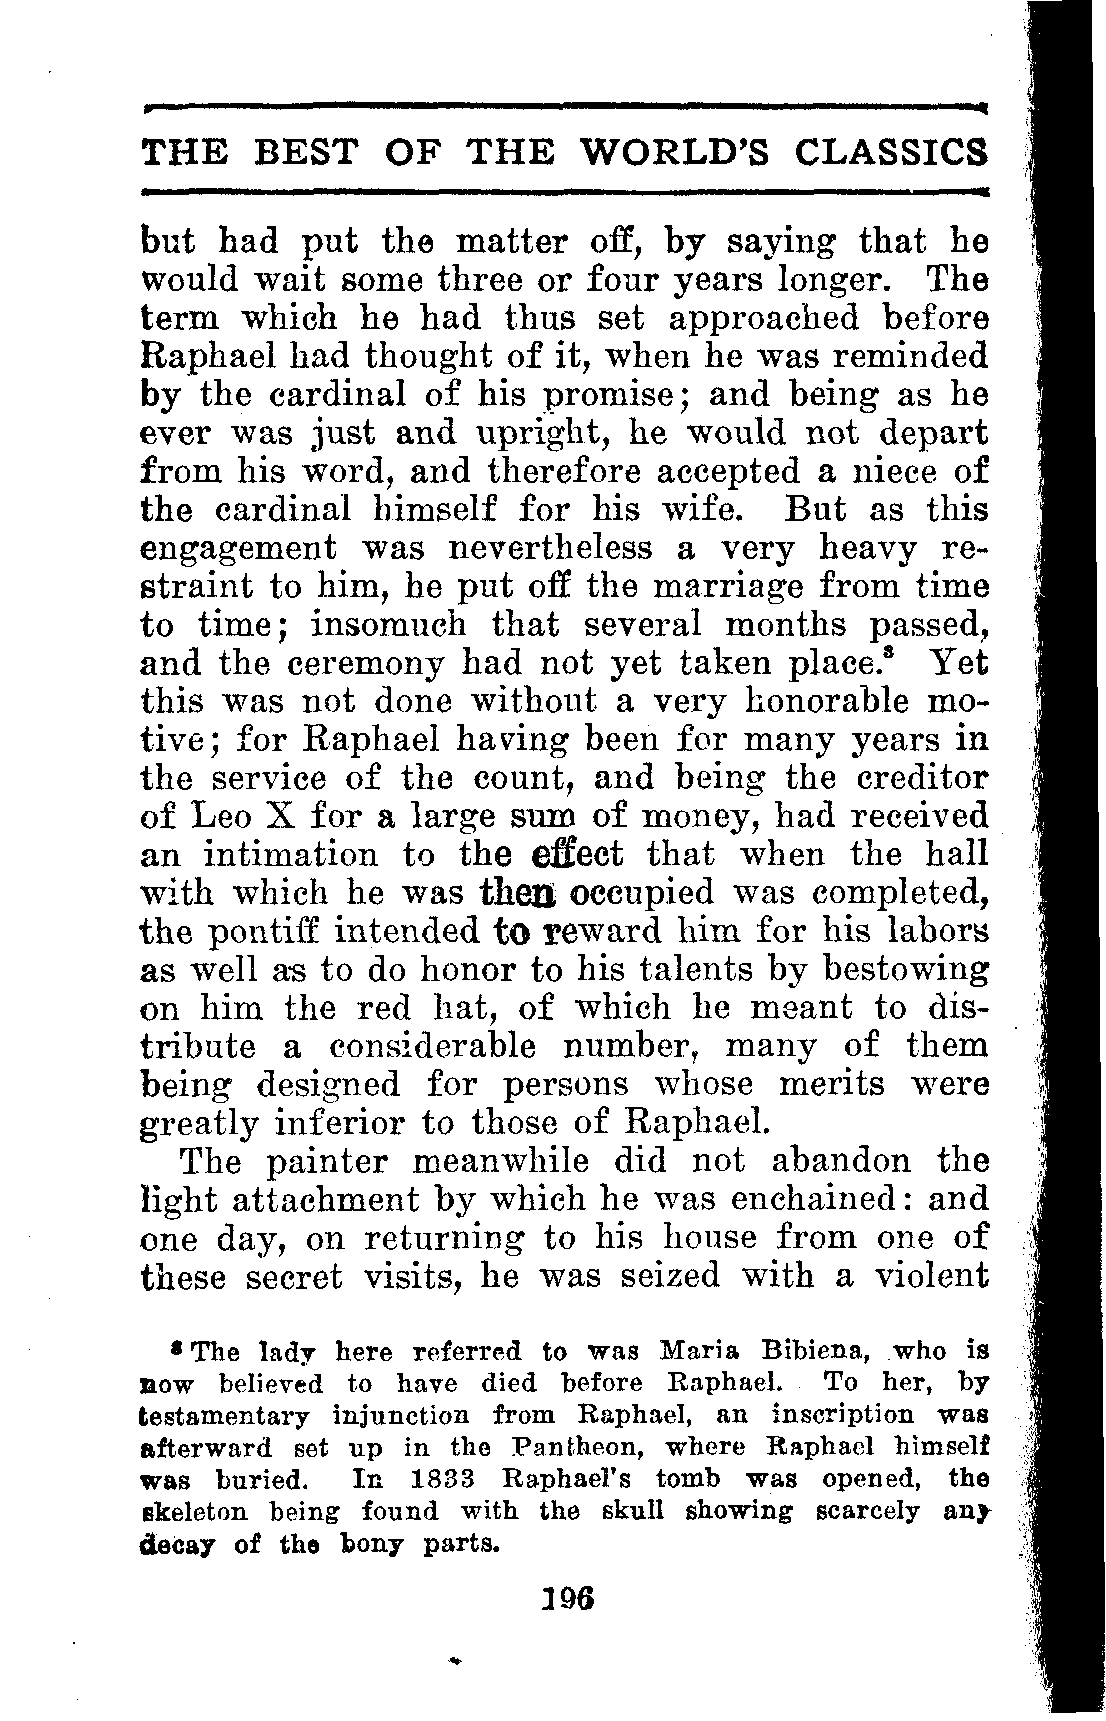 THE BEST OF THE WORLD'S CLASSICS
but had put the matter off, by saying that he
would wait some three or four years longer. The
term which he had thus set approached before
Raphael had thought of it, when he was reminded
by the cardinal of his promise; and being as he
ever was just and upright, he would not depart
from his word, and therefore accepted a niece of
the cardinal himself for his wife. But as this
engagement was nevertheless a very heavy re-
straint to him, he put off the marriage from time
to time; insomuch that several months passed,
and the ceremony had not yet taken place.⁸ Yet
this was not done without a very honorable mo-
tive; for Raphael having been for many years in
the service of the count, and being the creditor
of Leo X for a large sum of money, had received
an intimation to the effect that when the hall
with which he was then occupied was completed,
the pontiff intended to reward him for his labors
as well as to do honor to his talents by bestowing
on him the red hat, of which he meant to dis-
tribute a considerable number, many of them
being designed for persons whose merits were
greatly inferior to those of Raphael.
The painter meanwhile did not abandon the
light attachment by which he was enchained: and
one day, on returning to his house from one of
these secret visits, he was seized with a violent
⁸ The lady here referred to was Maria Bibiena, who is
now believed to have died before Raphael. To her, by
testamentary injunction from Raphael, an inscription was
afterward set up in the Pantheon, where Raphael himself
was buried. In 1833 Raphael's tomb was opened, the
skeleton being found with the skull showing scarcely any
decay of the bony parts.
196